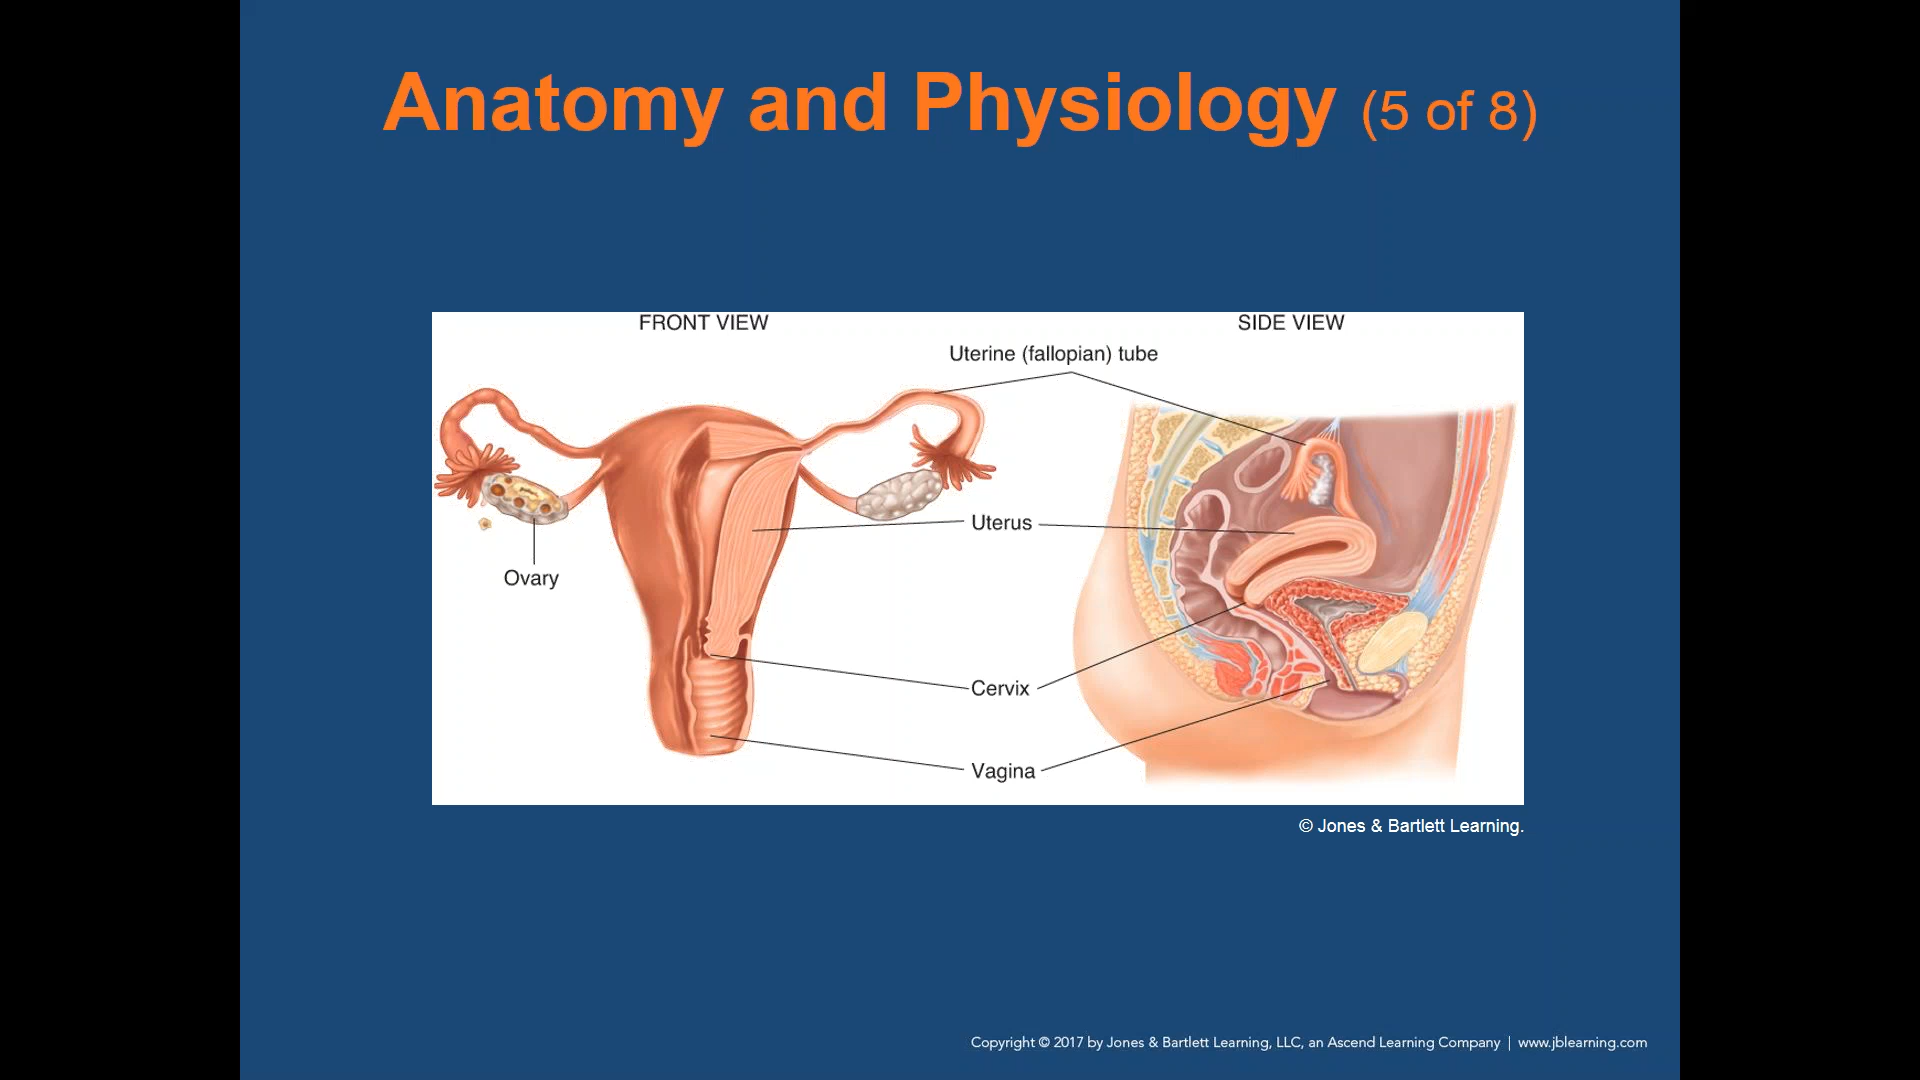 Anatomy and Physiology (5 of 8)
FRONT VIEW
SIDE VIEW
Uterine (fallopian) tube
Uterus
Ovary
Cervix
Vagina
© Jones & Bartlett Learning.
Copyright © 2017 by Jones & Bartlett Learning, LLC, an Ascend Learning Company | www.jblearning.com